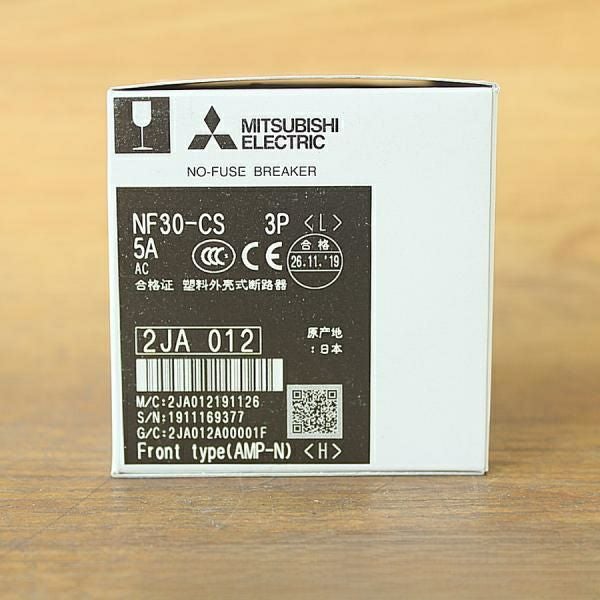 MITSUBISHI
ELECTRIC
NO-FUSE BREAKER
NF30-CS 3P <L>
5A
AC
CCC S CE
合格
26.11.'19
合格证 塑料外壳式断路器
2JA 012
原产地
:日本
M/C:2JA012191126
S/N:1911169377
G/C:2JA012A00001F
Front type(AMP-N) <H>